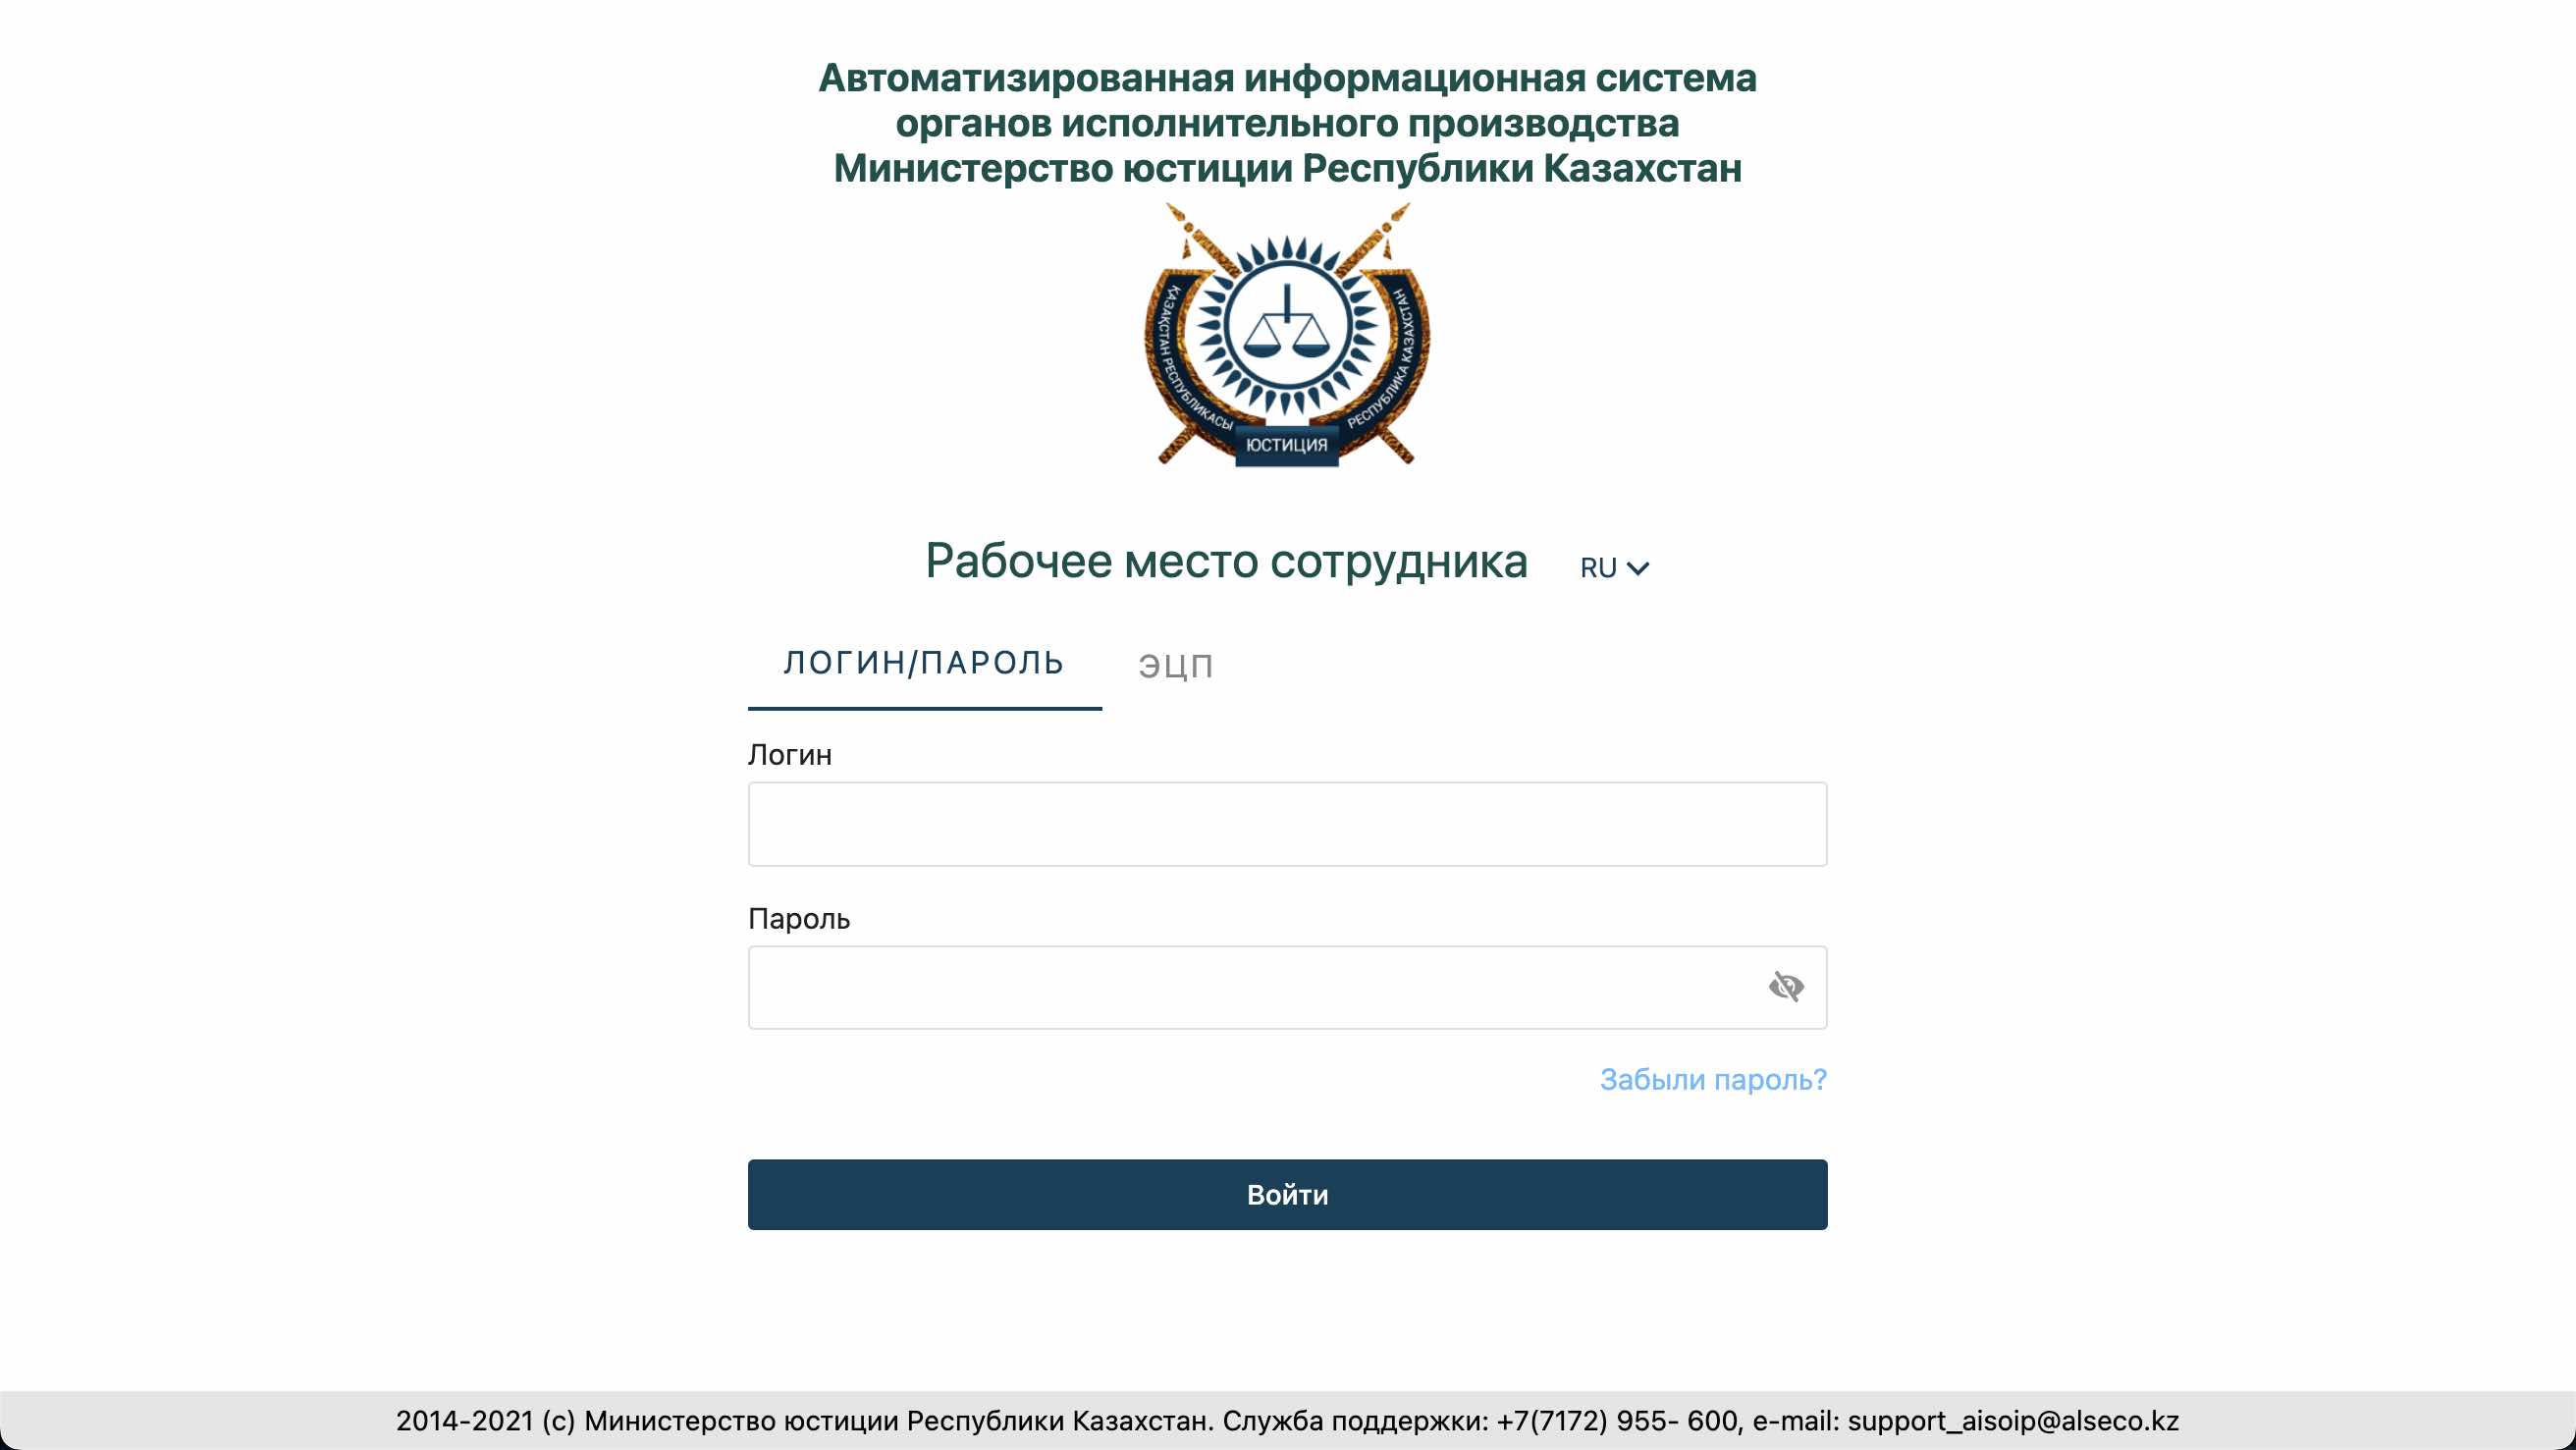 Автоматизированная информационная система
органов исполнительного производства
Министерство юстиции Республики Казахстан
ҚАЗАҚСТАН РЕСПУБЛИКАСЫ
РЕСПУБЛИКА КАЗАХСТАН
ЮСТИЦИЯ
Рабочее место сотрудника RU
ЛОГИН/ПАРОЛЬ ЭЦП
Логин
Пароль
Забыли пароль?
Войти
2014-2021 (с) Министерство юстиции Республики Казахстан. Служба поддержки: +7(7172) 955- 600, e-mail: support_aisoip@alseco.kz